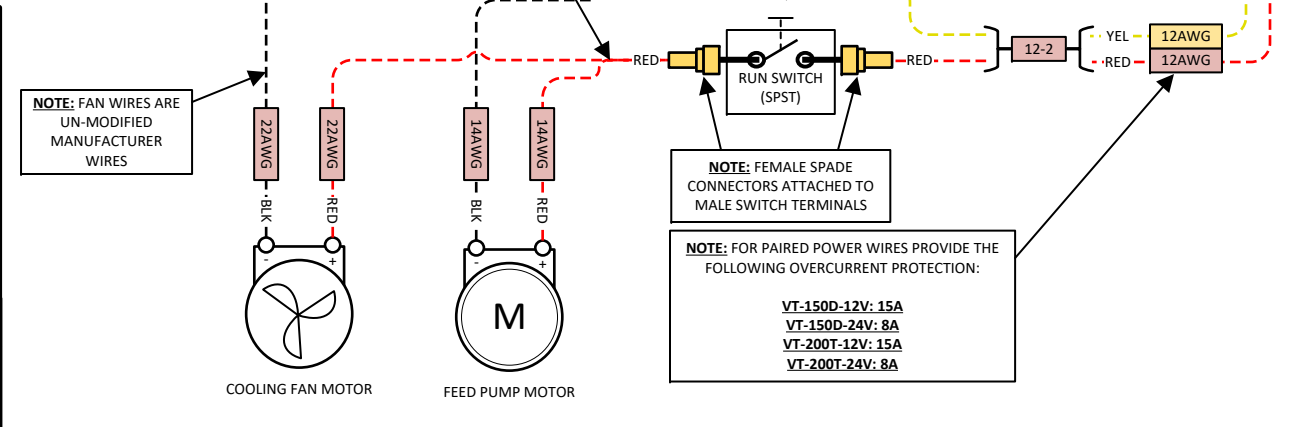 YEL
12AWG
12-2
RED
RED
RED
12AWG
RUN SWITCH
(SPST)
NOTE: FAN WIRES ARE
UN-MODIFIED
MANUFACTURER
WIRES
22AWG
22AWG
14AWG
14AWG
NOTE: FEMALE SPADE
CONNECTORS ATTACHED TO
MALE SWITCH TERMINALS
BLK
RED
BLK
RED
NOTE: FOR PAIRED POWER WIRES PROVIDE THE
FOLLOWING OVERCURRENT PROTECTION:
- +
- +
VT-150D-12V: 15A
VT-150D-24V: 8A
VT-200T-12V: 15A
VT-200T-24V: 8A
M
COOLING FAN MOTOR
FEED PUMP MOTOR